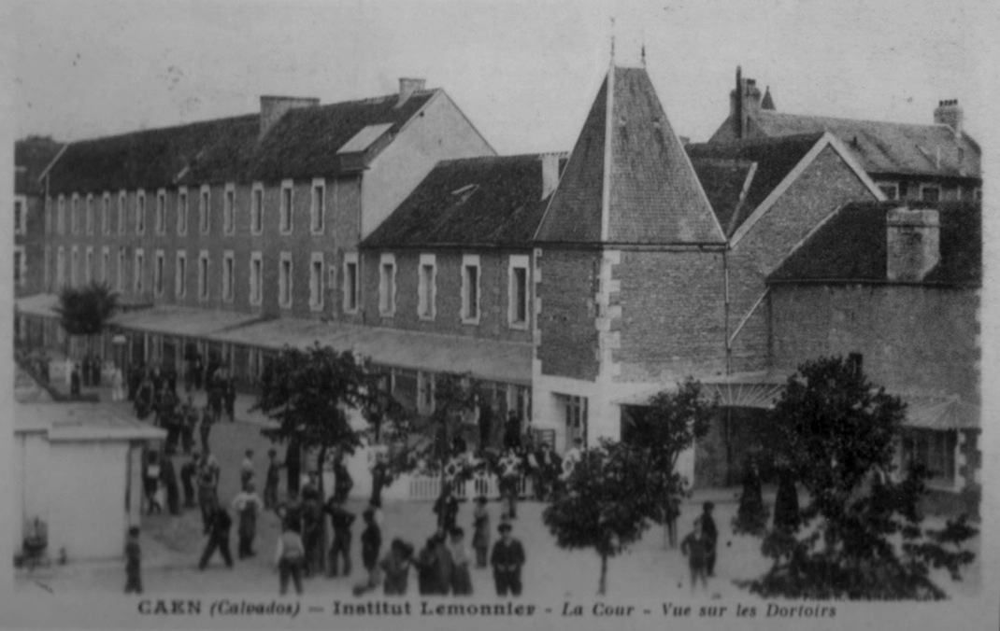 CAEN (Calvados) — Institut Lemonnier - La Cour - Vue sur les Dortoirs